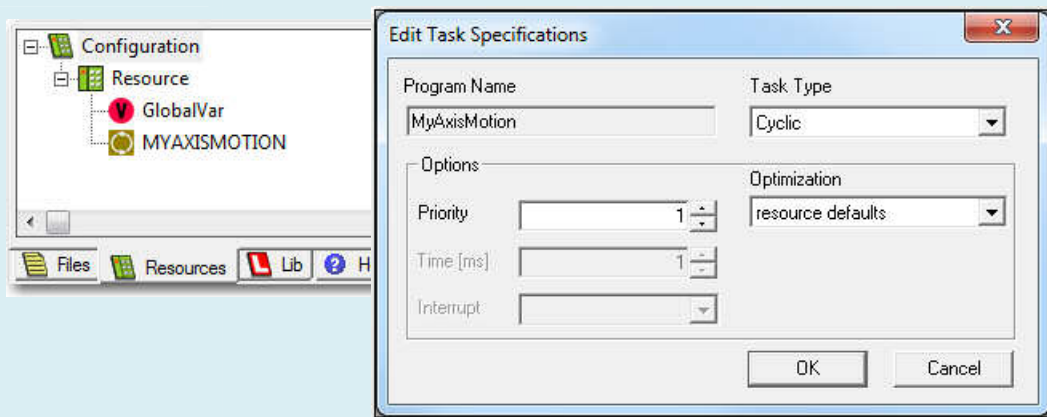 Configuration
Resource
GlobalVar
V
MYAXISMOTION
Files
Resources
L
Lib
?
H
Edit Task Specifications
X
Program Name
Task Type
MyAxisMotion
Cyclic
Options
Optimization
Priority
1
resource defaults
Time [ms]
1
Interrupt
OK
Cancel